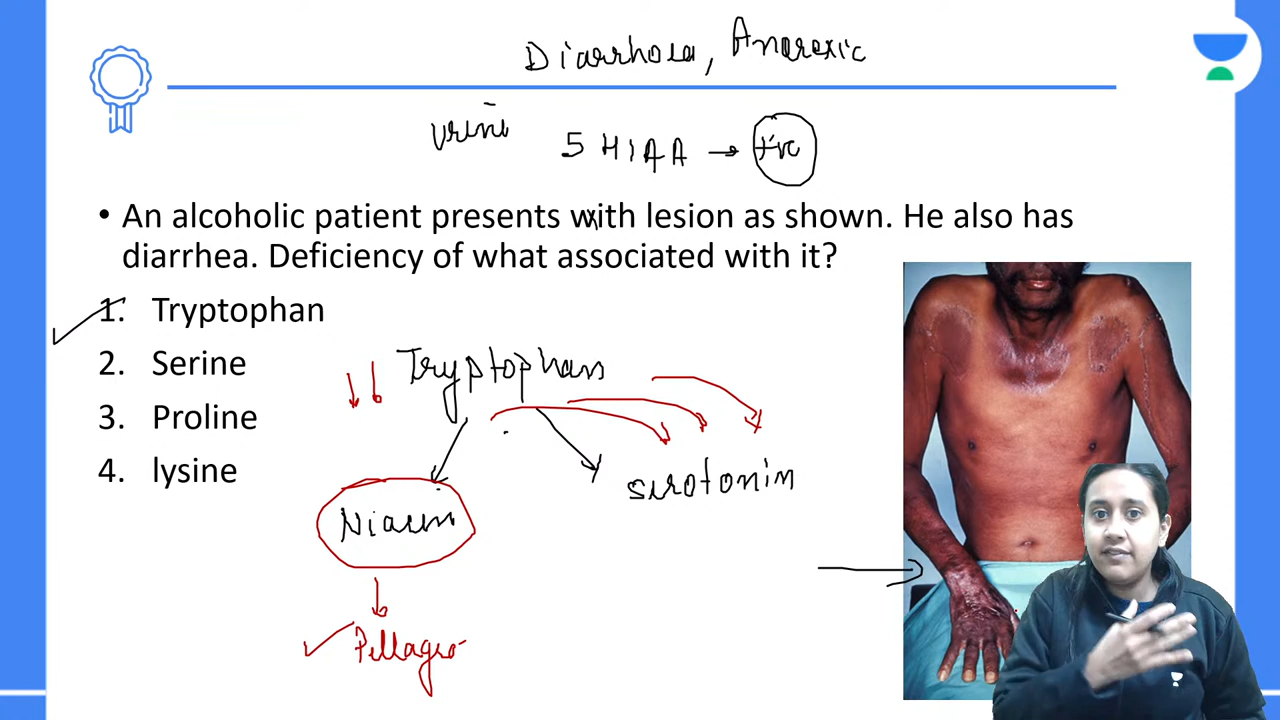 Diarrhoea, Anorexic
Urine
5 HIAA → +ve
• An alcoholic patient presents with lesion as shown. He also has
diarrhea. Deficiency of what associated with it?
1. Tryptophan
2. Serine
3. Proline
4. lysine
Tryptophan
Niacin
serotonin
Pellagra